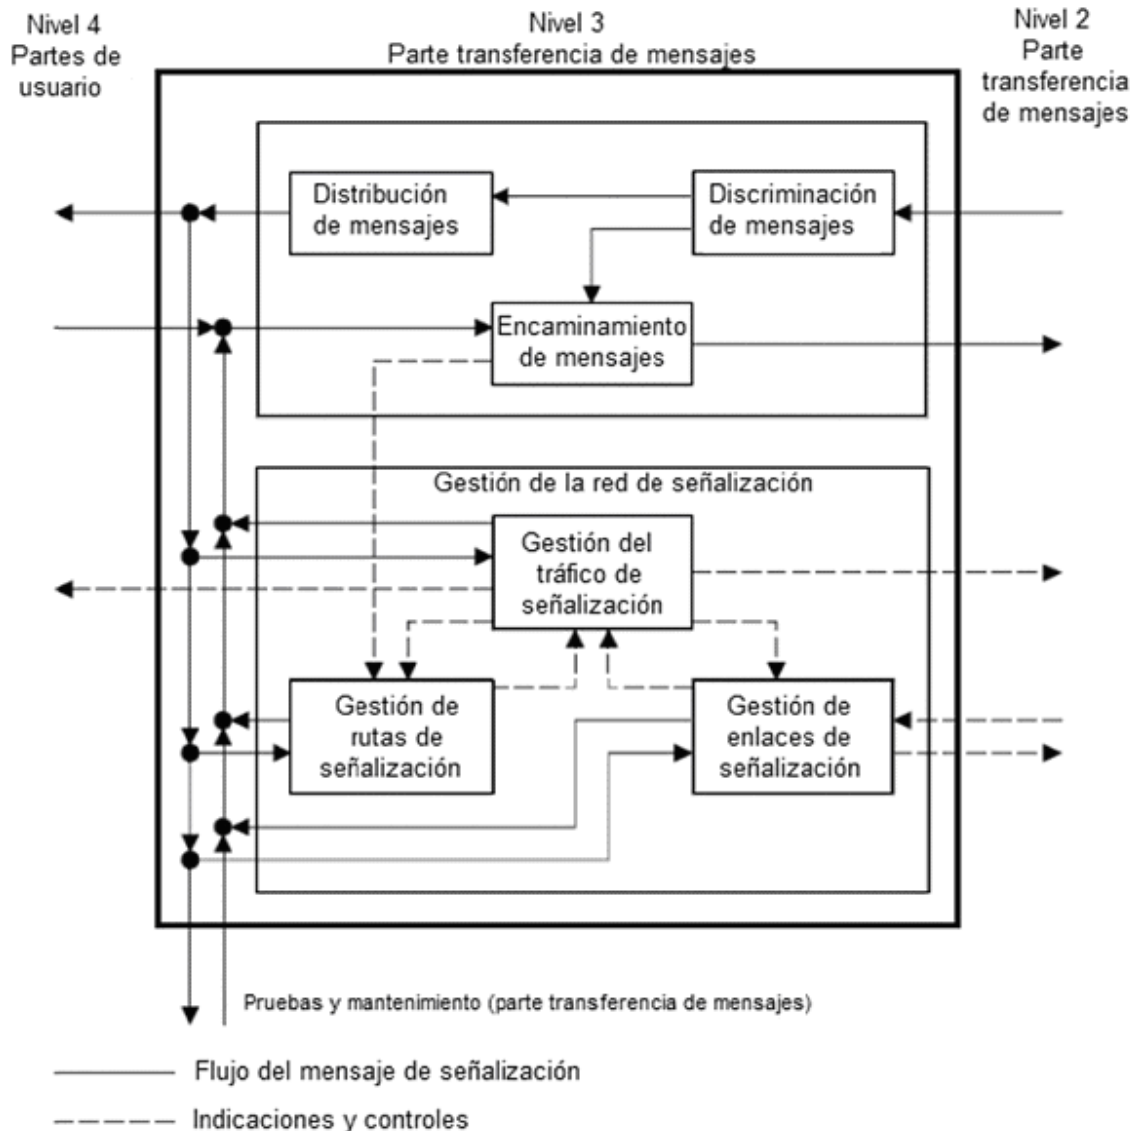 Nivel 4
Partes de
usuario
Nivel 3
Parte transferencia de mensajes
Nivel 2
Parte
transferencia
de mensajes
Distribución
de mensajes
Discriminación
de mensajes
Encaminamiento
de mensajes
Gestión de la red de señalización
Gestión del
tráfico de
señalización
Gestión de
rutas de
señalización
Gestión de
enlaces de
señalización
Pruebas y mantenimiento (parte transferencia de mensajes)
Flujo del mensaje de señalización
Indicaciones y controles